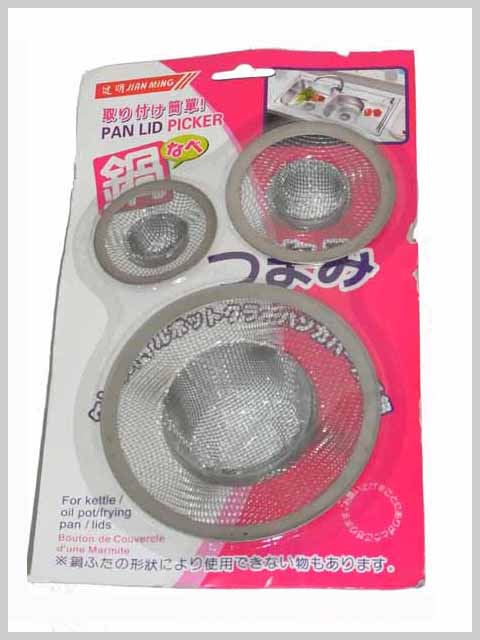 建明 JIAN MING
取り付け簡単!
PAN LID PICKER
鍋
なべ
つまみ
For kettle /
oil pot/frying
pan / lids
Bouton de Couvercle
d'une Marmite
※鍋ふたの形状により使用できない物もあります。